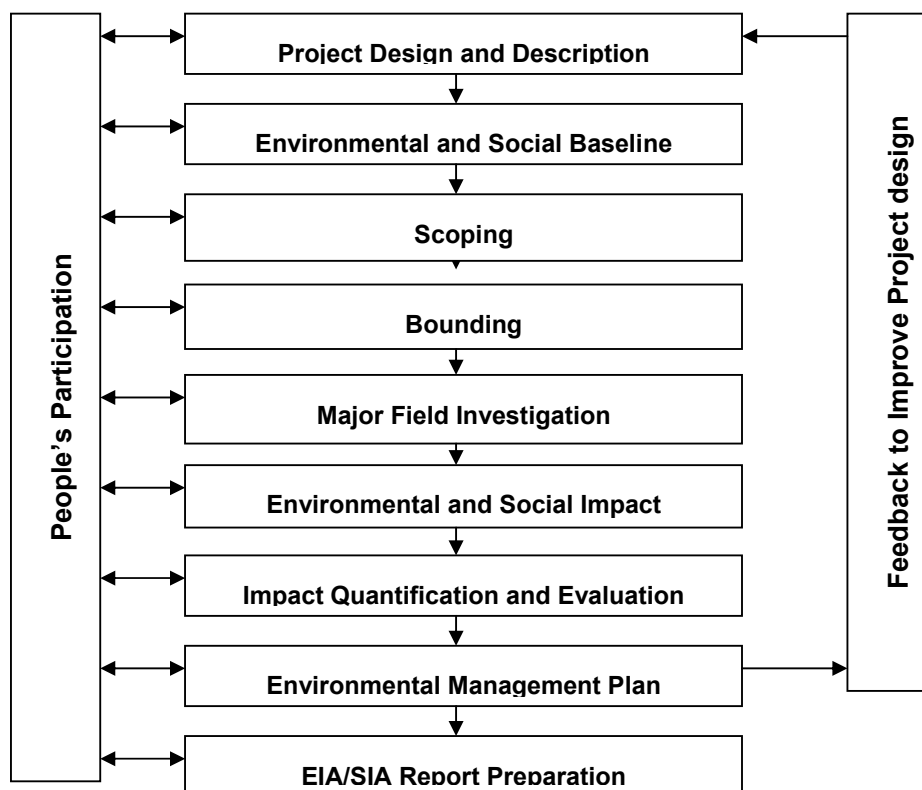 People's Participation
Project Design and Description
Environmental and Social Baseline
Scoping
Bounding
Major Field Investigation
Environmental and Social Impact
Impact Quantification and Evaluation
Environmental Management Plan
EIA/SIA Report Preparation
Feedback to Improve Project design